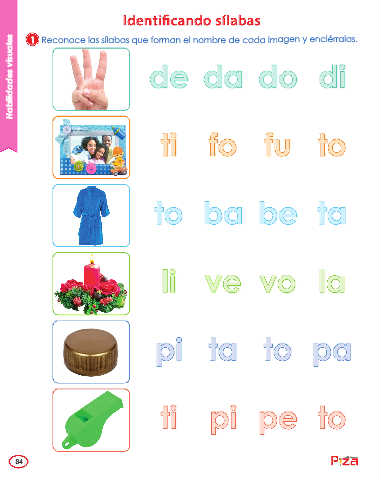 Identificando sílabas
Habilidades visuales
1 Reconoce las sílabas que forman el nombre de cada imagen y enciérralas.
de da do di
ti fo fu to
to ba be ta
li ve vo la
pi ta to pa
ti pi pe to
84
Piza